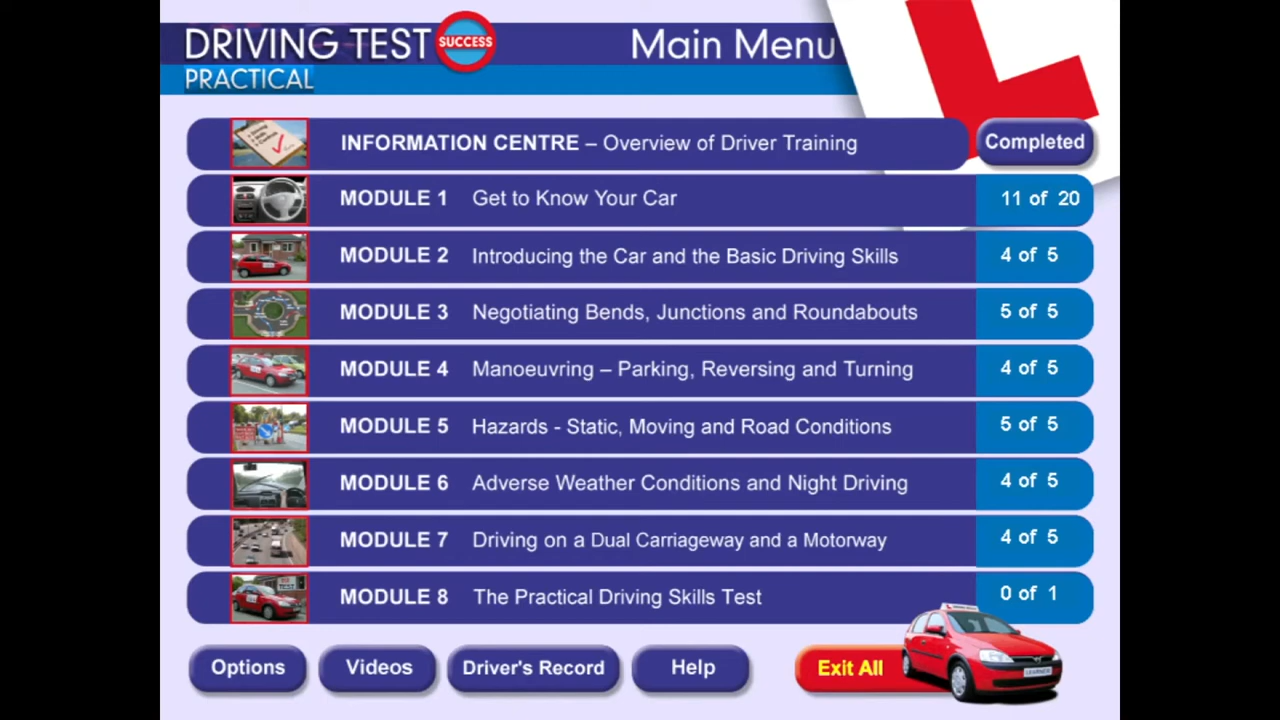 DRIVING TEST SUCCESS
PRACTICAL
Main Menu
INFORMATION CENTRE – Overview of Driver Training Completed
MODULE 1 Get to Know Your Car 11 of 20
MODULE 2 Introducing the Car and the Basic Driving Skills 4 of 5
MODULE 3 Negotiating Bends, Junctions and Roundabouts 5 of 5
MODULE 4 Manoeuvring – Parking, Reversing and Turning 4 of 5
MODULE 5 Hazards - Static, Moving and Road Conditions 5 of 5
MODULE 6 Adverse Weather Conditions and Night Driving 4 of 5
MODULE 7 Driving on a Dual Carriageway and a Motorway 4 of 5
MODULE 8 The Practical Driving Skills Test 0 of 1
Options Videos Driver's Record Help Exit All
LEARNER